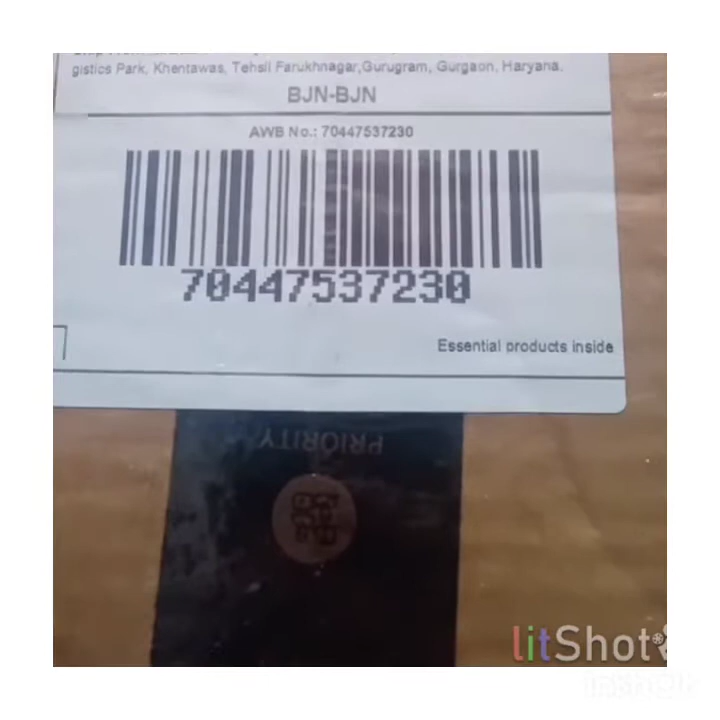 gistics Park, Khentawas, Tehsil Farukhnagar,Gurugram, Gurgaon, Haryana.
BJN-BJN
AWB No.: 70447537230
70447537230
Essential products inside
PRIORITY
litShot